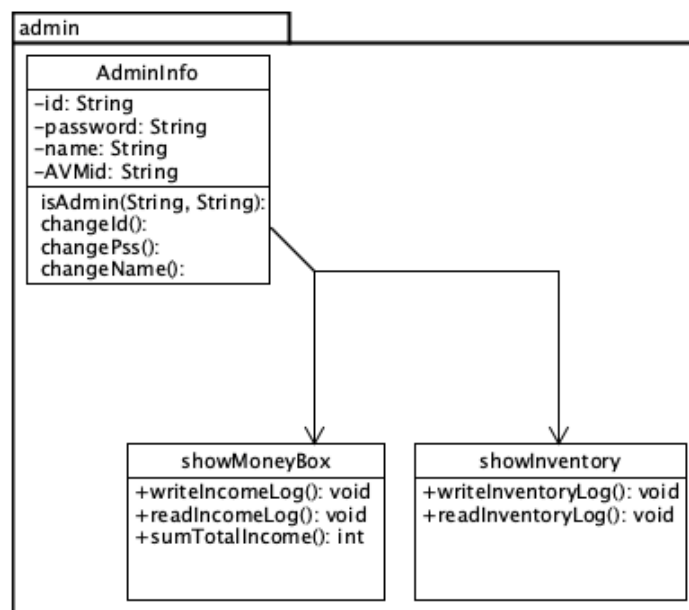 admin
AdminInfo
-id: String
-password: String
-name: String
-AVMid: String
isAdmin(String, String):
changeId():
changePss():
changeName():
showMoneyBox
+writeIncomeLog(): void
+readIncomeLog(): void
+sumTotalIncome(): int
showInventory
+writeInventoryLog(): void
+readInventoryLog(): void